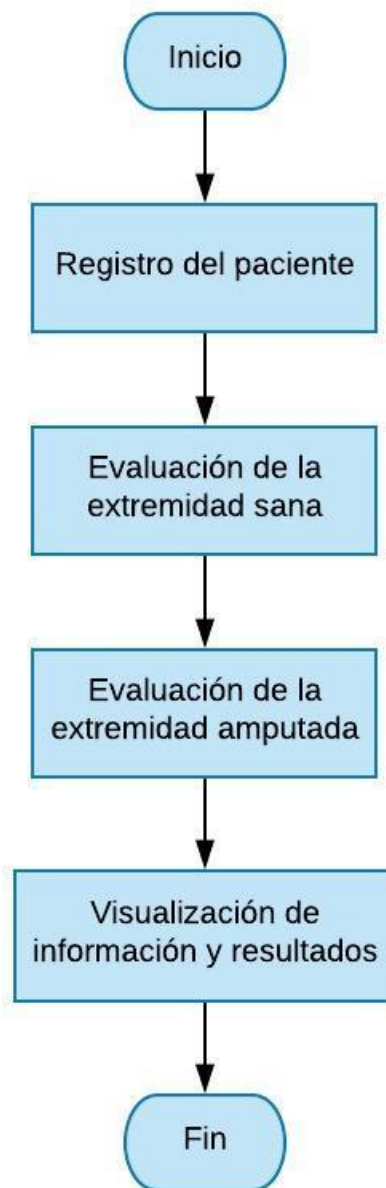 Inicio
Registro del paciente
Evaluación de la
extremidad sana
Evaluación de la
extremidad amputada
Visualización de
información y resultados
Fin